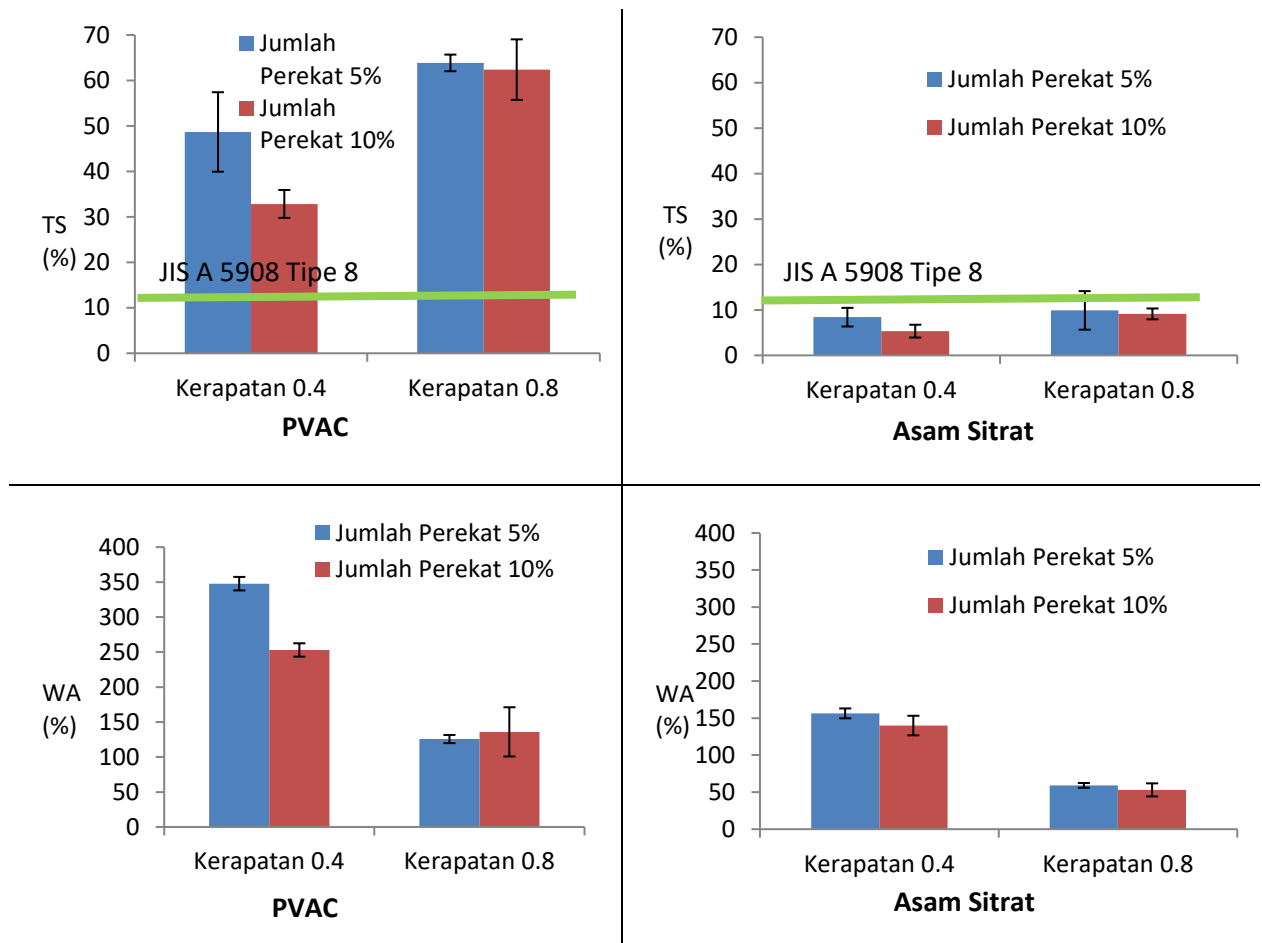 70
60
50
40
30
20
10
0
TS
(%)
Jumlah
Perekat 5%
Jumlah
Perekat 10%
JIS A 5908 Tipe 8
Kerapatan 0.4
Kerapatan 0.8
PVAC
70
60
50
40
30
20
10
0
TS
(%)
Jumlah Perekat 5%
Jumlah Perekat 10%
JIS A 5908 Tipe 8
Kerapatan 0.4
Kerapatan 0.8
Asam Sitrat
400
350
300
250
200
150
100
50
0
WA
(%)
Jumlah Perekat 5%
Jumlah Perekat 10%
Kerapatan 0.4
Kerapatan 0.8
PVAC
400
350
300
250
200
150
100
50
0
WA
(%)
Jumlah Perekat 5%
Jumlah Perekat 10%
Kerapatan 0.4
Kerapatan 0.8
Asam Sitrat